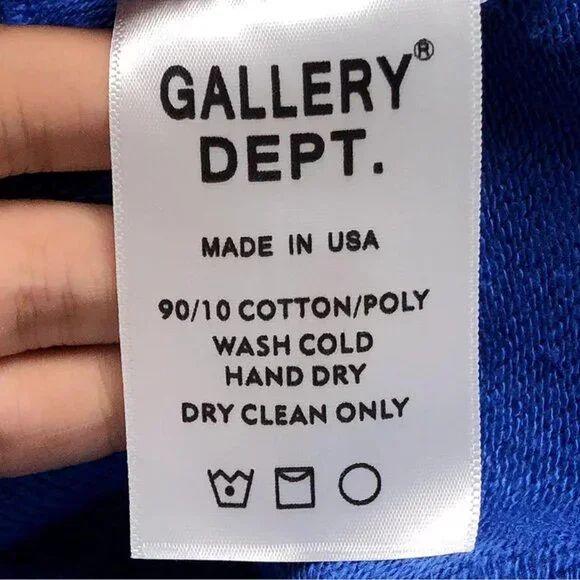 GALLERY®
DEPT.
MADE IN USA
90/10 COTTON/POLY
WASH COLD
HAND DRY
DRY CLEAN ONLY